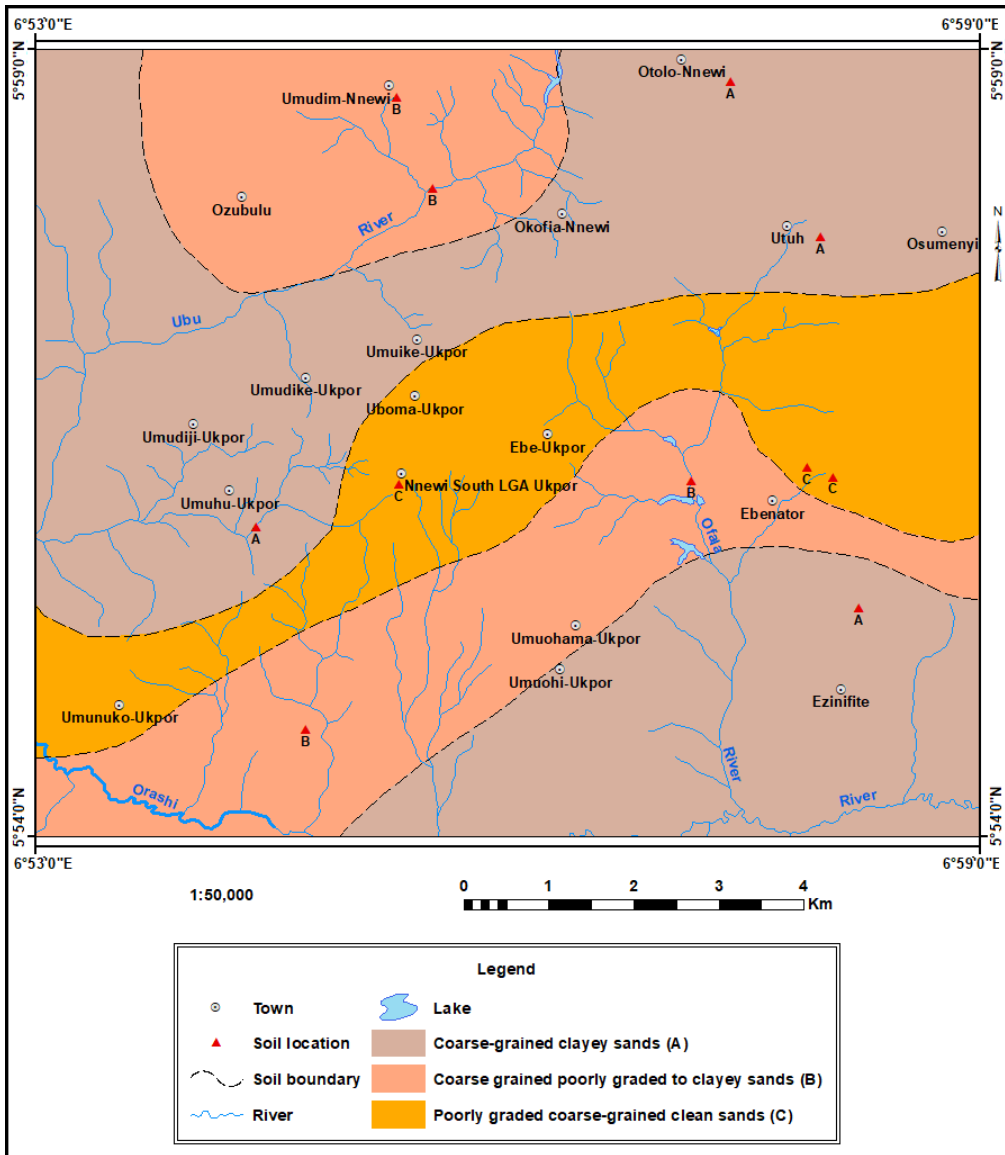 6°53'0"E 6°59'0"E
5°59'0"N 5°59'0"N
Otolo-Nnewi
A
Umudim-Nnewi
B
B
Ozubulu
River
Okofia-Nnewi
Utuh
A
Osumenyi
N
Ubu
Umuike-Ukpor
Umudike-Ukpor
Uboma-Ukpor
Umudiji-Ukpor
Ebe-Ukpor
Nnewi South LGA Ukpor
C
Umuhu-Ukpor
A
B
C
C
Ebenator
Ofala
A
Umuohama-Ukpor
Umuohi-Ukpor
Ezinifite
Umunuko-Ukpor
B
Orashi
River
River
5°54'0"N 5°54'0"N
6°53'0"E 6°59'0"E
1:50,000
0 1 2 3 4
Km
Legend
Town
Lake
Soil location
Coarse-grained clayey sands (A)
Soil boundary
Coarse grained poorly graded to clayey sands (B)
River
Poorly graded coarse-grained clean sands (C)